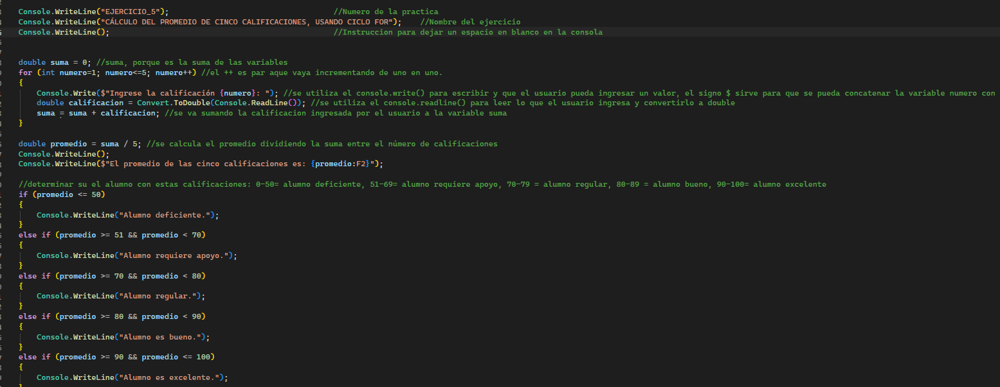 Console.WriteLine("EJERCICIO_5"); //Numero de la practica
Console.WriteLine("CÁLCULO DEL PROMEDIO DE CINCO CALIFICACIONES, USANDO CICLO FOR"); //Nombre del ejercicio
Console.WriteLine(); //Instruccion para dejar un espacio en blanco en la consola
double suma = 0; //suma, porque es la suma de las variables
for (int numero=1; numero<=5; numero++) //el ++ es par aque vaya incrementando de uno en uno.
{
Console.Write($"Ingrese la calificación {numero}: "); //se utiliza el console.write() para escribir y que el usuario pueda ingresar un valor, el signo $ sirve para que se pueda concatenar la variable numero con
double calificacion = Convert.ToDouble(Console.ReadLine()); //se utiliza el console.readline() para leer lo que el usuario ingresa y convertirlo a double
suma = suma + calificacion; //se va sumando la calificacion ingresada por el usuario a la variable suma
}
double promedio = suma / 5; //se calcula el promedio dividiendo la suma entre el número de calificaciones
Console.WriteLine();
Console.WriteLine($"El promedio de las cinco calificaciones es: {promedio:F2}");
//determinar su el alumno con estas calificaciones: 0-50= alumno deficiente, 51-69= alumno requiere apoyo, 70-79 = alumno regular, 80-89 = alumno bueno, 90-100= alumno excelente
if (promedio <= 50)
{
Console.WriteLine("Alumno deficiente.");
}
else if (promedio >= 51 && promedio < 70)
{
Console.WriteLine("Alumno requiere apoyo.");
}
else if (promedio >= 70 && promedio < 80)
{
Console.WriteLine("Alumno regular.");
}
else if (promedio >= 80 && promedio < 90)
{
Console.WriteLine("Alumno es bueno.");
}
else if (promedio >= 90 && promedio <= 100)
{
Console.WriteLine("Alumno es excelente.");
}